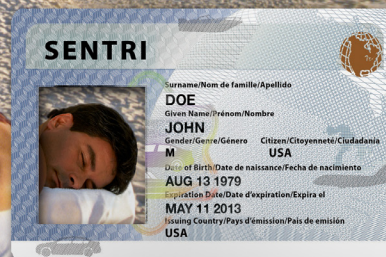 SENTRI
Surname/Nom de famille/Apellido
DOE
Given Name/Prénom/Nombre
JOHN
Gender/Genre/Género Citizen/Citoyenneté/Ciudadania
M USA
Date of Birth/Date de naissance/Fecha de nacimiento
AUG 13 1979
Expiration Date/Date d'expiration/Expira el
MAY 11 2013
Issuing Country/Pays d'émission/Pais de emisión
USA